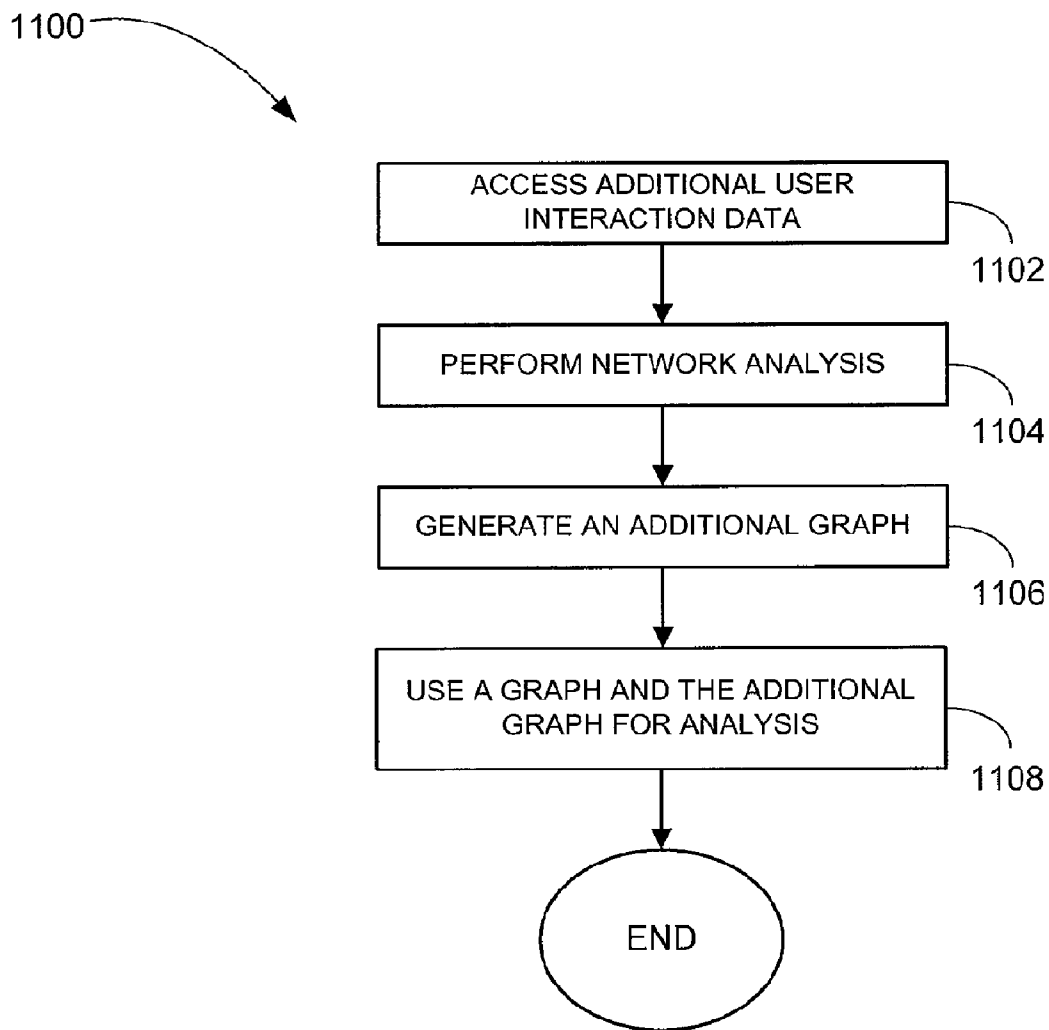 1100
ACCESS ADDITIONAL USER
INTERACTION DATA
1102
PERFORM NETWORK ANALYSIS
1104
GENERATE AN ADDITIONAL GRAPH
1106
USE A GRAPH AND THE ADDITIONAL
GRAPH FOR ANALYSIS
1108
END